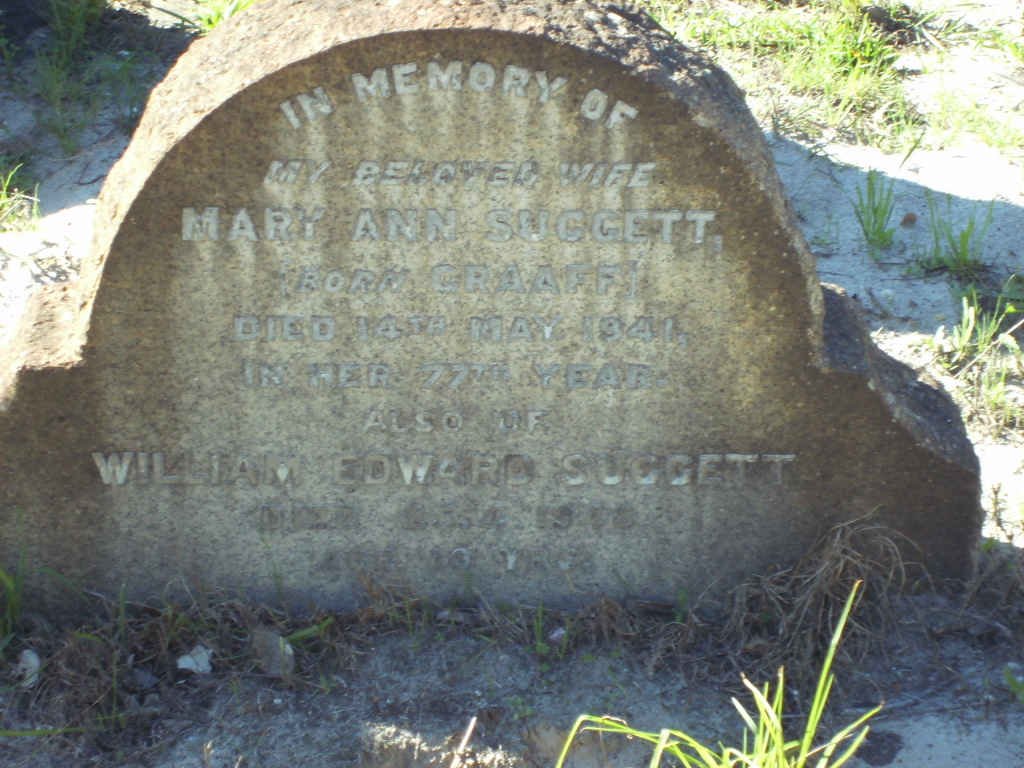 IN MEMORY OF
MY BELOVED WIFE
MARY ANN SUGGETT,
(BORN GRAAFF)
DIED 14TH MAY 1941,
IN HER 77TH YEAR.
ALSO OF
WILLIAM EDWARD SUGGETT
DIED